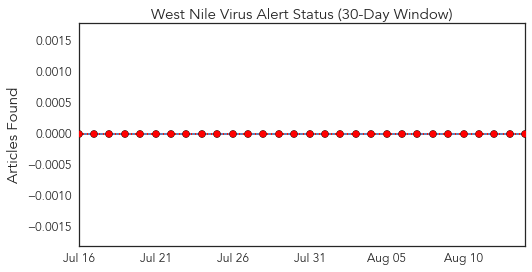 West Nile Virus Alert Status (30-Day Window)
Articles Found
0.0015
0.0010
0.0005
0.0000
−0.0005
−0.0010
−0.0015
Jul 16 Jul 21 Jul 26 Jul 31 Aug 05 Aug 10